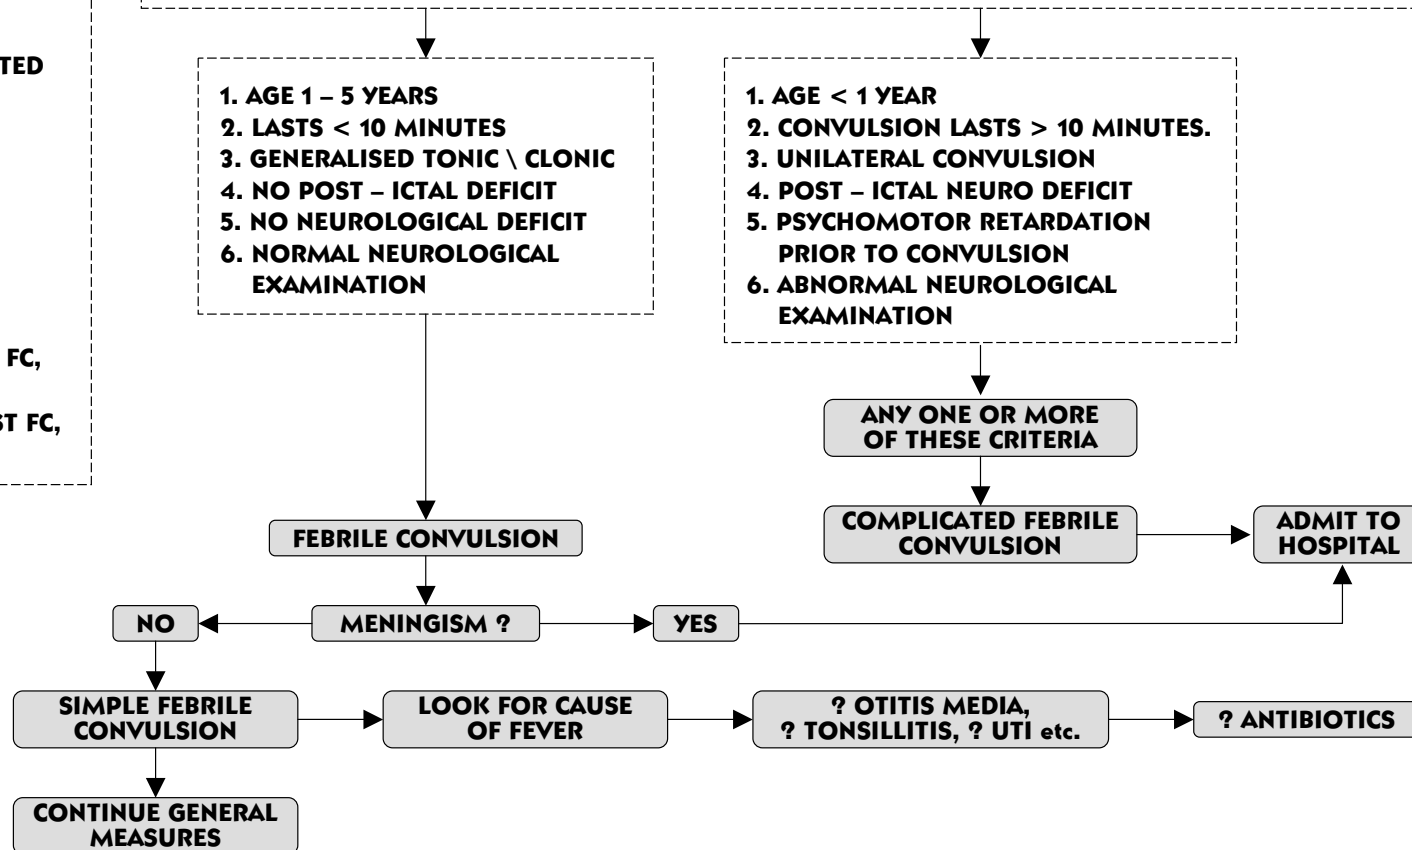 TED
FC,
ST FC,
1. AGE 1 – 5 YEARS
2. LASTS < 10 MINUTES
3. GENERALISED TONIC \ CLONIC
4. NO POST – ICTAL DEFICIT
5. NO NEUROLOGICAL DEFICIT
6. NORMAL NEUROLOGICAL
EXAMINATION
1. AGE < 1 YEAR
2. CONVULSION LASTS > 10 MINUTES.
3. UNILATERAL CONVULSION
4. POST – ICTAL NEURO DEFICIT
5. PSYCHOMOTOR RETARDATION
PRIOR TO CONVULSION
6. ABNORMAL NEUROLOGICAL
EXAMINATION
ANY ONE OR MORE
OF THESE CRITERIA
FEBRILE CONVULSION
COMPLICATED FEBRILE
CONVULSION
ADMIT TO
HOSPITAL
NO
MENINGISM ?
YES
SIMPLE FEBRILE
CONVULSION
LOOK FOR CAUSE
OF FEVER
? OTITIS MEDIA,
? TONSILLITIS, ? UTI etc.
? ANTIBIOTICS
CONTINUE GENERAL
MEASURES